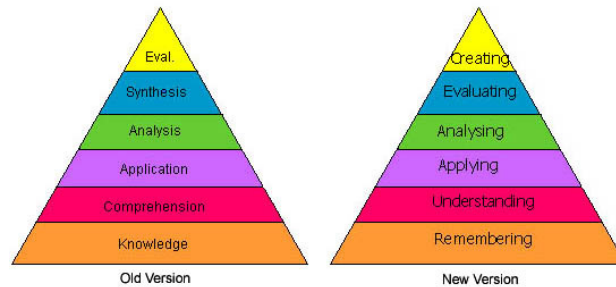 Eval.
Synthesis
Analysis
Application
Comprehension
Knowledge
Old Version
Creating
Evaluating
Analysing
Applying
Understanding
Remembering
New Version